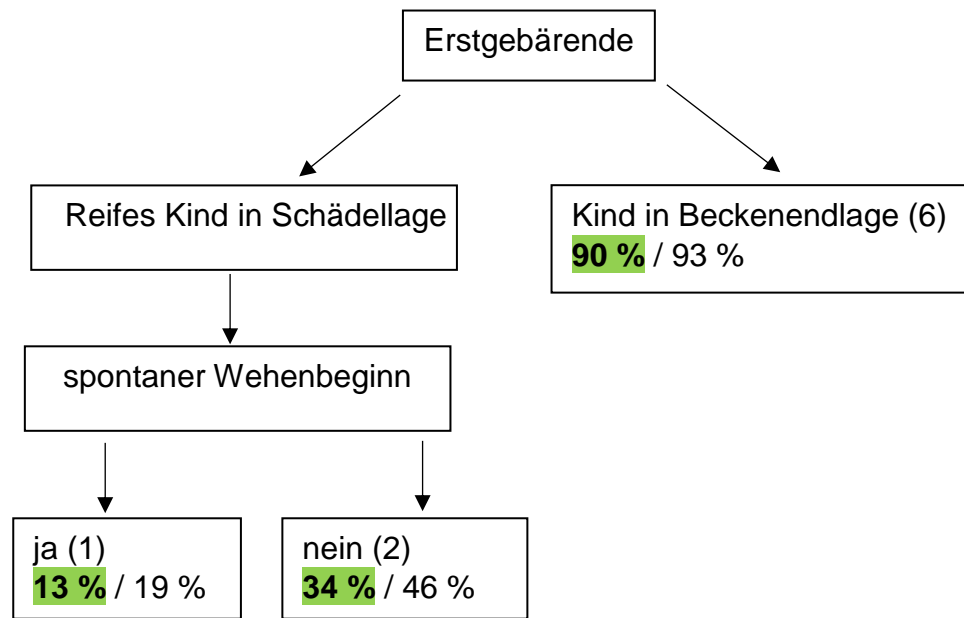 Erstgebärende
Reifes Kind in Schädellage
Kind in Beckenendlage (6)
90 % / 93 %
spontaner Wehenbeginn
ja (1)
13 % / 19 %
nein (2)
34 % / 46 %